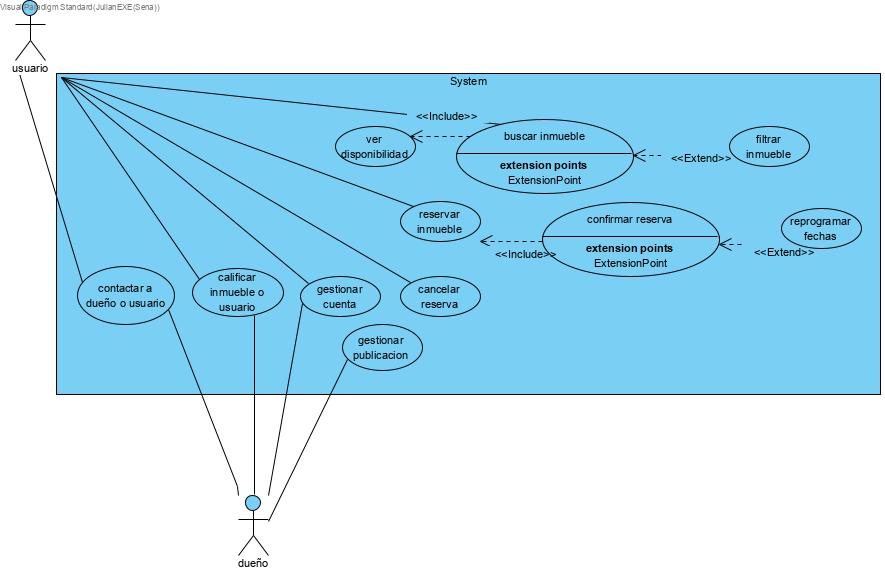 Visual Paradigm Standard(JulianEXE(Sena))
usuario
System
<<Include>>
ver
disponibilidad
buscar inmueble
extension points
ExtensionPoint
<<Extend>>
filtrar
inmueble
reservar
inmueble
<<Include>>
confirmar reserva
extension points
ExtensionPoint
<<Extend>>
reprogramar
fechas
contactar a
dueño o usuario
calificar
inmueble o
usuario
gestionar
cuenta
cancelar
reserva
gestionar
publicacion
dueño